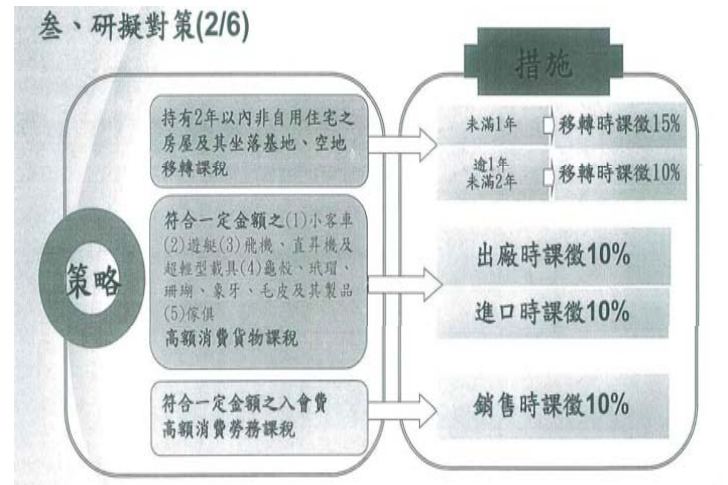 叁、研擬對策(2/6)
措施
策略
持有2年以內非自用住宅之
房屋及其坐落基地、空地
移轉課稅
未滿1年
移轉時課徵15%
逾1年
未滿2年
移轉時課徵10%
符合一定金額之(1)小客車
(2)遊艇(3)飛機、直昇機及
超輕型載具(4)龜殼、玳瑁、
珊瑚、象牙、毛皮及其製品
(5)傢俱
高額消費貨物課稅
出廠時課徵10%
進口時課徵10%
符合一定金額之入會費
高額消費勞務課稅
銷售時課徵10%